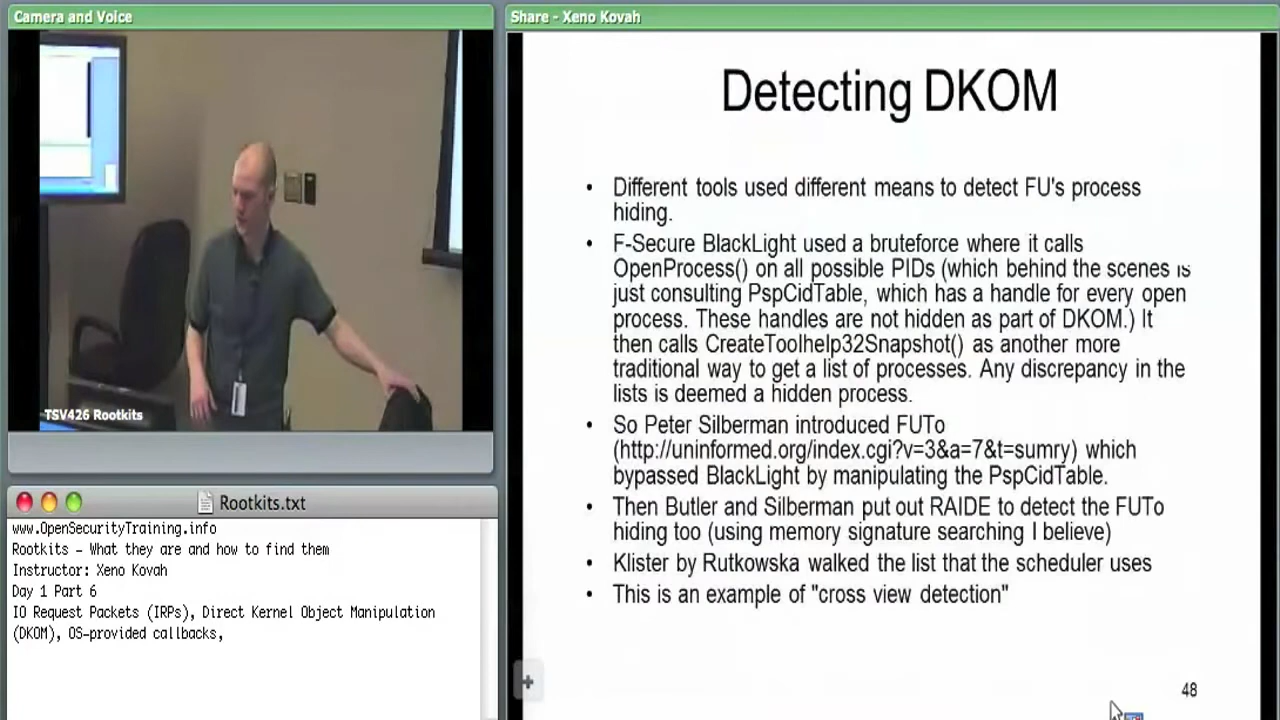 Camera and Voice
TSV426 Rootkits
Rootkits.txt
www.OpenSecurityTraining.info
Rootkits - What they are and how to find them
Instructor: Xeno Kovah
Day 1 Part 6
IO Request Packets (IRPs), Direct Kernel Object Manipulation
(DKOM), OS-provided callbacks,
Share - Xeno Kovah
Detecting DKOM
• Different tools used different means to detect FU's process
hiding.
• F-Secure BlackLight used a bruteforce where it calls
OpenProcess() on all possible PIDs (which behind the scenes is
just consulting PspCidTable, which has a handle for every open
process. These handles are not hidden as part of DKOM.) It
then calls CreateToolhelp32Snapshot() as another more
traditional way to get a list of processes. Any discrepancy in the
lists is deemed a hidden process.
• So Peter Silberman introduced FUTo
(http://uninformed.org/index.cgi?v=3&a=7&t=sumry) which
bypassed BlackLight by manipulating the PspCidTable.
• Then Butler and Silberman put out RAIDE to detect the FUTo
hiding too (using memory signature searching I believe)
• Klister by Rutkowska walked the list that the scheduler uses
• This is an example of "cross view detection"
48